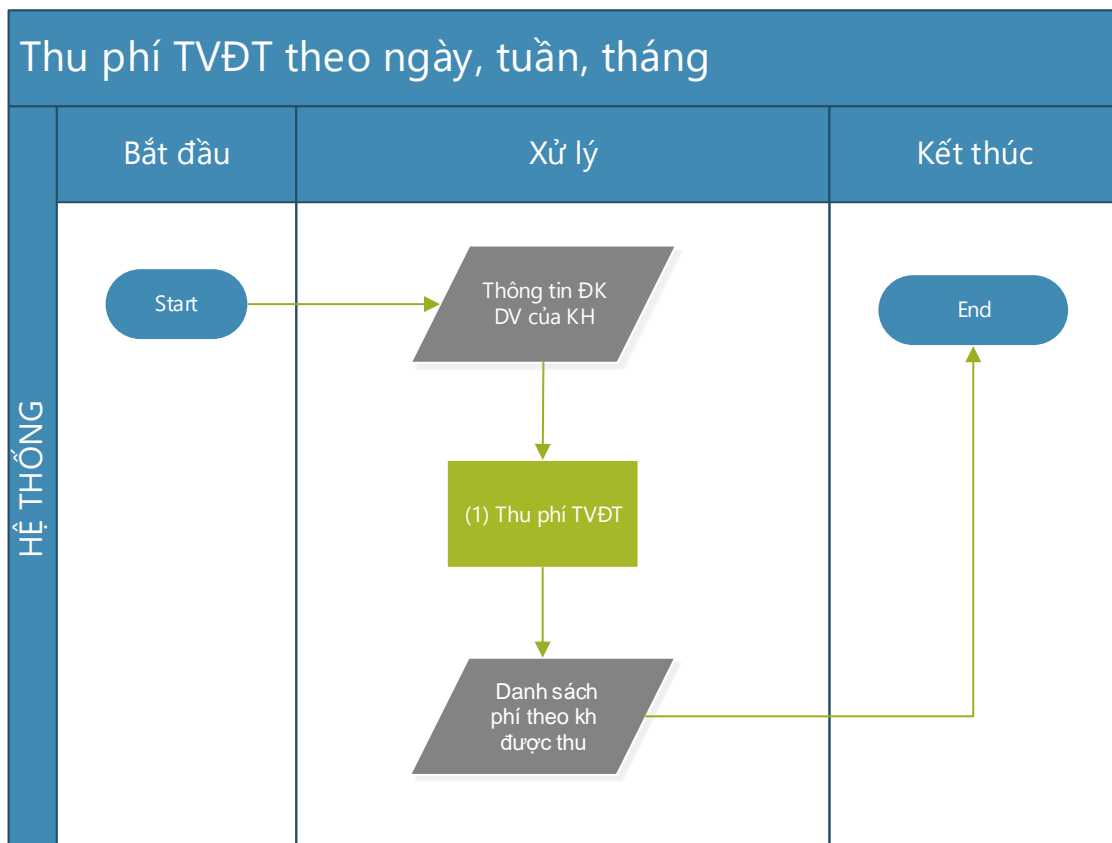 Thu phí TVĐT theo ngày, tuần, tháng
Bắt đầu
Xử lý
Kết thúc
HỆ THỐNG
Start
Thông tin ĐK
DV của KH
End
(1) Thu phí TVĐT
Danh sách
phí theo kh
được thu